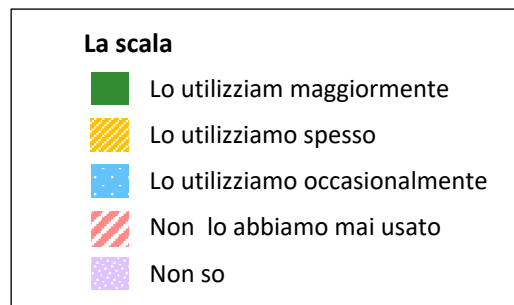 La scala
Lo utilizziam maggiormente
Lo utilizziamo spesso
Lo utilizziamo occasionalmente
Non lo abbiamo mai usato
Non so